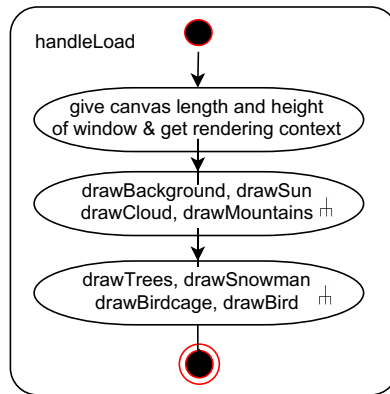 handleLoad
give canvas length and height
of window & get rendering context
drawBackground, drawSun
drawCloud, drawMountains
drawTrees, drawSnowman
drawBirdcage, drawBird